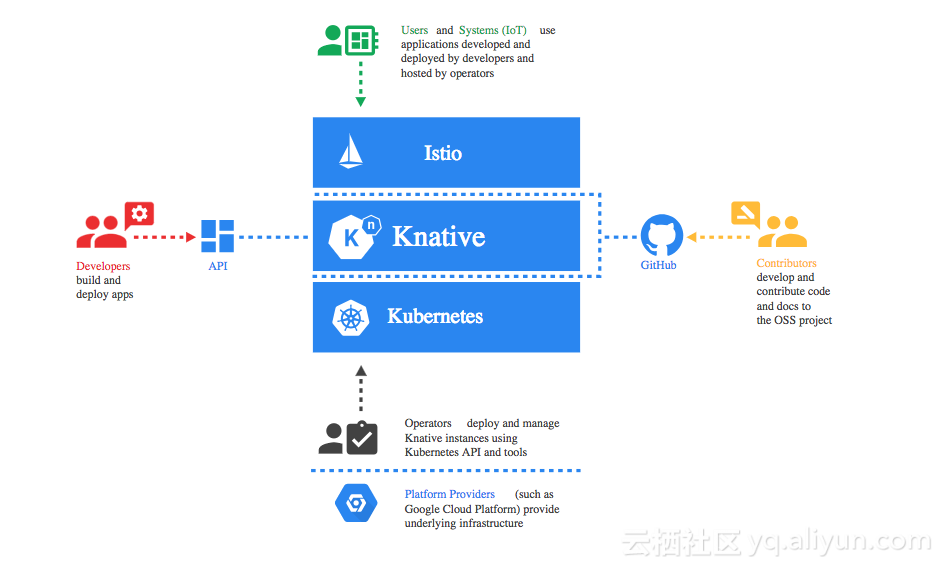 Users and Systems (IoT) use
applications developed and
deployed by developers and
hosted by operators
Istio
K n
Knative
Developers
build and
deploy apps
API
GitHub
Contributors
develop and
contribute code
and docs to
the OSS project
Kubernetes
Operators deploy and manage
Knative instances using
Kubernetes API and tools
Platform Providers (such as
Google Cloud Platform) provide
underlying infrastructure
云栖社区 yq.aliyun.com